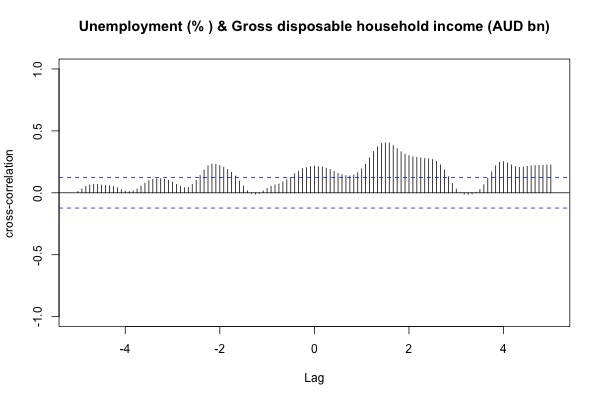 Unemployment (% ) & Gross disposable household income (AUD bn)
cross-correlation
1.0
0.5
0.0
-0.5
-1.0
-4 -2 0 2 4
Lag